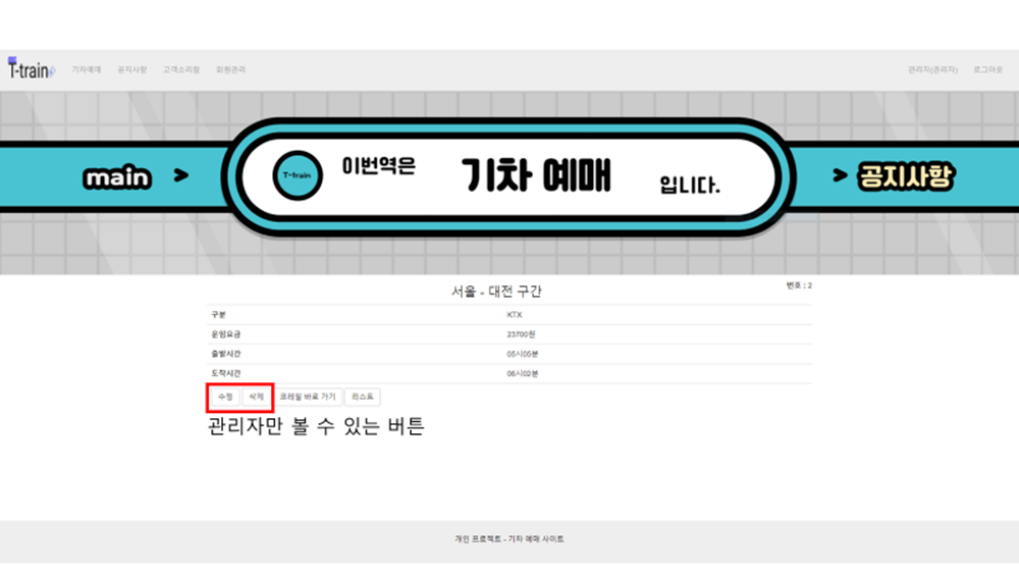 T-train 기차예매 공지사항 고객소리함 회원관리 관리자(관리자) 로그아웃
main > T-train 이번역은 기차 예매 입니다. > 공지사항
서울 - 대전 구간 번호 : 2
구분 KTX
운임요금 23700원
출발시간 05시05분
도착시간 06시02분
수정 삭제 코레일 바로 가기 리스트
관리자만 볼 수 있는 버튼
개인 프로젝트 - 기차 예매 사이트